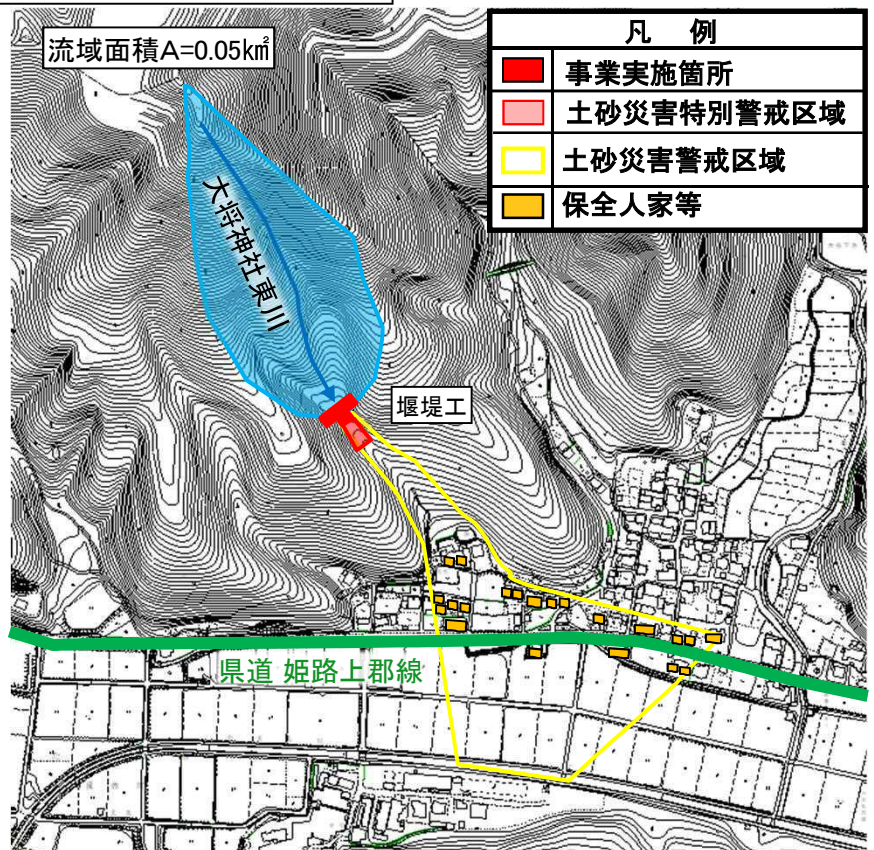 流域面積A=0.05㎢
凡 例
事業実施箇所
土砂災害特別警戒区域
土砂災害警戒区域
保全人家等
大将神社東川
堰堤工
県道 姫路上郡線